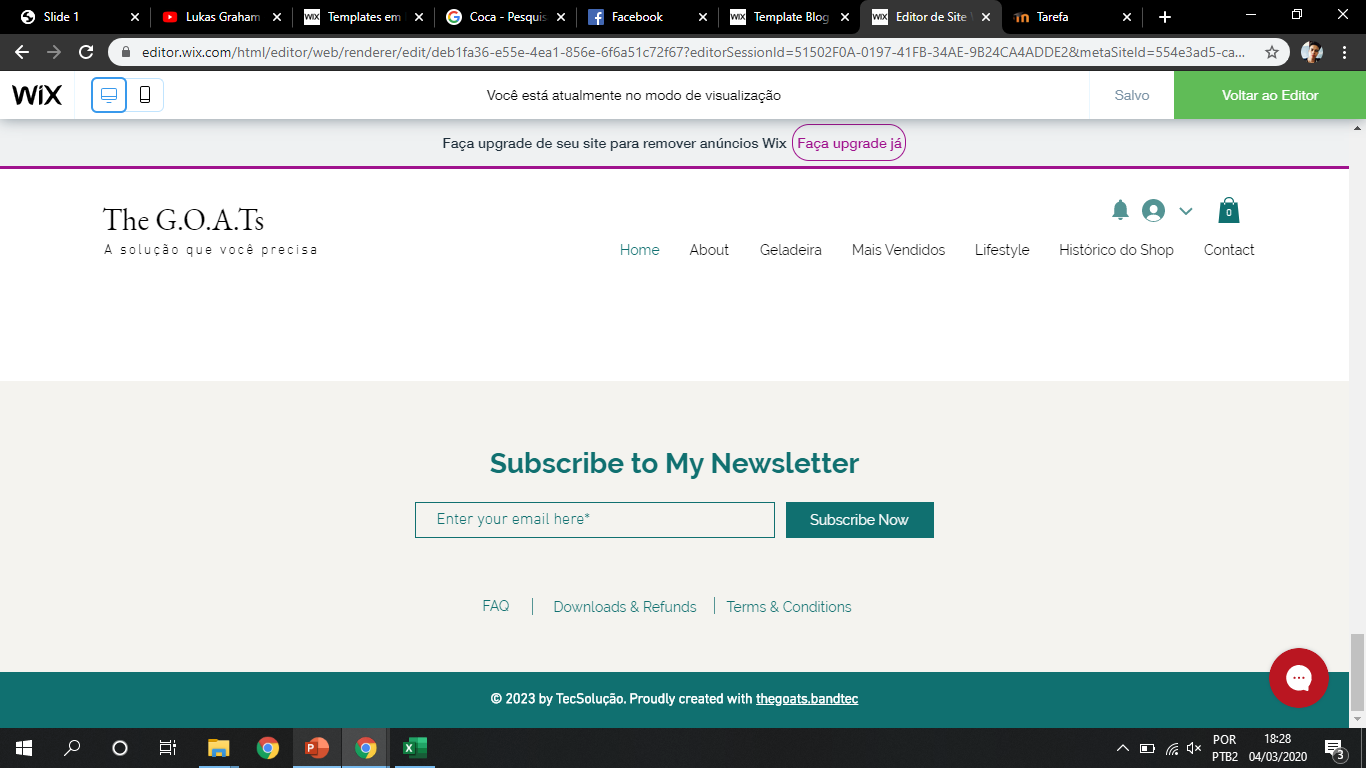 Slide 1
Lukas Graham
WIX Templates em
Coca - Pesquis
Facebook
WIX Template Blog
WIX Editor de Site W
Tarefa
editor.wix.com/html/editor/web/renderer/edit/deb1fa36-e55e-4ea1-856e-6f6a51c72f67?editorSessionId=51502F0A-0197-41FB-34AE-9B24CA4ADDE2&metaSiteId=554e3ad5-ca...
WiX
Você está atualmente no modo de visualização
Salvo
Voltar ao Editor
Faça upgrade de seu site para remover anúncios Wix
Faça upgrade já
The G.O.A.Ts
0
A solução que você precisa
Home
About
Geladeira
Mais Vendidos
Lifestyle
Histórico do Shop
Contact
Subscribe to My Newsletter
Enter your email here*
Subscribe Now
FAQ
Downloads & Refunds
Terms & Conditions
© 2023 by TecSolução. Proudly created with thegoats.bandtec
POR
PTB2
18:28
04/03/2020
3